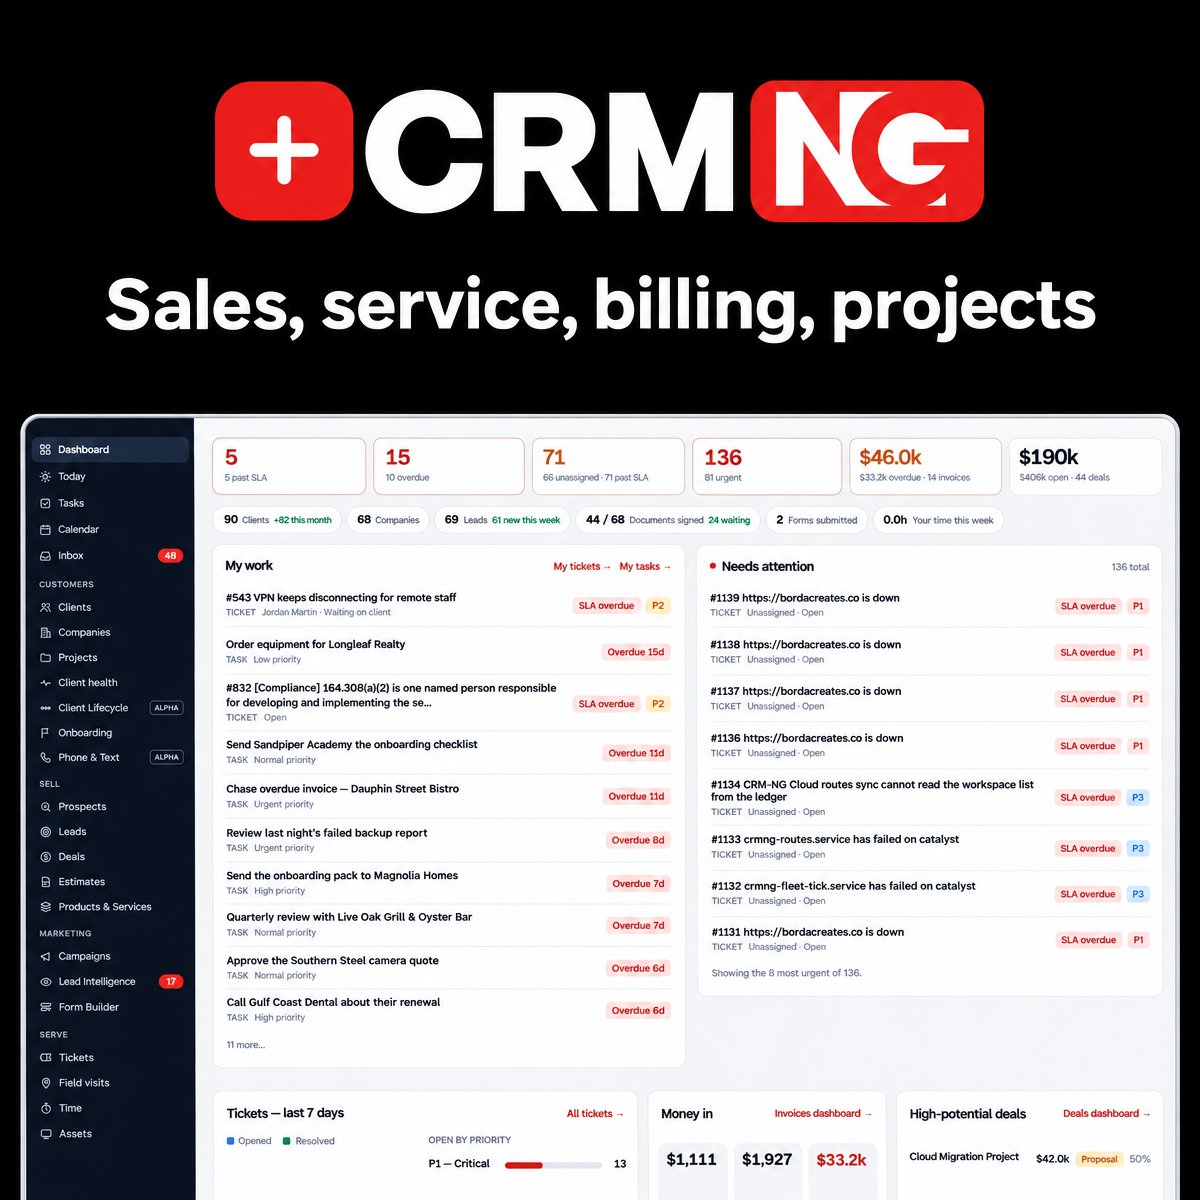 +CRM NG
Sales, service, billing, projects
Dashboard
Today
Tasks
Calendar
Inbox 48
CUSTOMERS
Clients
Companies
Projects
Client health
Client Lifecycle ALPHA
Onboarding
Phone & Text ALPHA
SELL
Prospects
Leads
Deals
Estimates
Products & Services
MARKETING
Campaigns
Lead Intelligence 17
Form Builder
SERVE
Tickets
Field visits
Time
Assets
5
5 past SLA
15
10 overdue
71
66 unassigned · 71 past SLA
136
81 urgent
$46.0k
$33.2k overdue · 14 invoices
$190k
$406k open · 44 deals
90 Clients +82 this month
68 Companies
69 Leads 61 new this week
44 / 68 Documents signed 24 waiting
2 Forms submitted
0.0h Your time this week
My work My tickets → My tasks →
#543 VPN keeps disconnecting for remote staff
TICKET Jordan Martin · Waiting on client
SLA overdue P2
Order equipment for Longleaf Realty
TASK Low priority
Overdue 15d
#832 [Compliance] 164.308(a)(2) is one named person responsible
for developing and implementing the se...
TICKET Open
SLA overdue P2
Send Sandpiper Academy the onboarding checklist
TASK Normal priority
Overdue 11d
Chase overdue invoice — Dauphin Street Bistro
TASK Urgent priority
Overdue 11d
Review last night's failed backup report
TASK Urgent priority
Overdue 8d
Send the onboarding pack to Magnolia Homes
TASK High priority
Overdue 7d
Quarterly review with Live Oak Grill & Oyster Bar
TASK Normal priority
Overdue 7d
Approve the Southern Steel camera quote
TASK Normal priority
Overdue 6d
Call Gulf Coast Dental about their renewal
TASK High priority
Overdue 6d
11 more...
Needs attention 136 total
#1139 https://bordacreates.co is down
TICKET Unassigned · Open
SLA overdue P1
#1138 https://bordacreates.co is down
TICKET Unassigned · Open
SLA overdue P1
#1137 https://bordacreates.co is down
TICKET Unassigned · Open
SLA overdue P1
#1136 https://bordacreates.co is down
TICKET Unassigned · Open
SLA overdue P1
#1134 CRM-NG Cloud routes sync cannot read the workspace list
from the ledger
TICKET Unassigned · Open
SLA overdue P3
#1133 crmng-routes.service has failed on catalyst
TICKET Unassigned · Open
SLA overdue P3
#1132 crmng-fleet-tick.service has failed on catalyst
TICKET Unassigned · Open
SLA overdue P3
#1131 https://bordacreates.co is down
TICKET Unassigned · Open
SLA overdue P1
Showing the 8 most urgent of 136.
Tickets — last 7 days All tickets →
Opened Resolved
OPEN BY PRIORITY
P1 — Critical 13
Money in Invoices dashboard →
$1,111 $1,927 $33.2k
High-potential deals Deals dashboard →
Cloud Migration Project $42.0k Proposal 50%